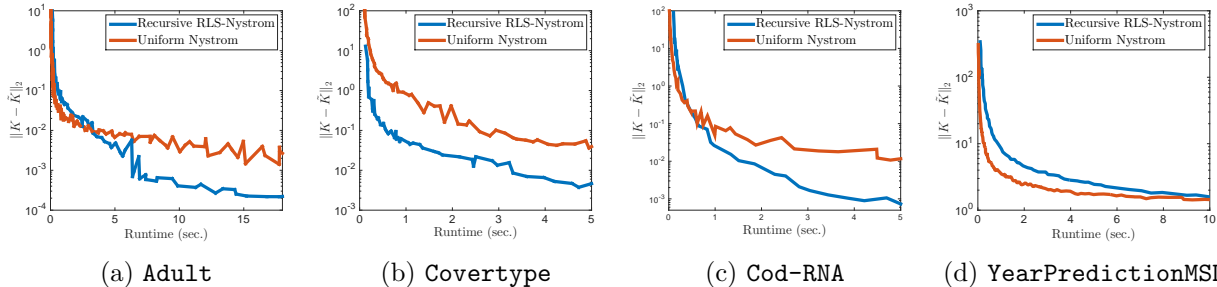 10^1
10^0
10^-1
10^-2
10^-3
10^-4
‖K − K̃‖₂
0 5 10 15
Runtime (sec.)
Recursive RLS-Nystrom
Uniform Nystrom
(a) Adult
10^2
10^1
10^0
10^-1
10^-2
10^-3
‖K − K̃‖₂
0 1 2 3 4 5
Runtime (sec.)
Recursive RLS-Nystrom
Uniform Nystrom
(b) Covertype
10^2
10^1
10^0
10^-1
10^-2
10^-3
‖K − K̃‖₂
0 1 2 3 4 5
Runtime (sec.)
Recursive RLS-Nystrom
Uniform Nystrom
(c) Cod-RNA
10^3
10^2
10^1
10^0
‖K − K̃‖₂
0 2 4 6 8 10
Runtime (sec.)
Recursive RLS-Nystrom
Uniform Nystrom
(d) YearPredictionMSD